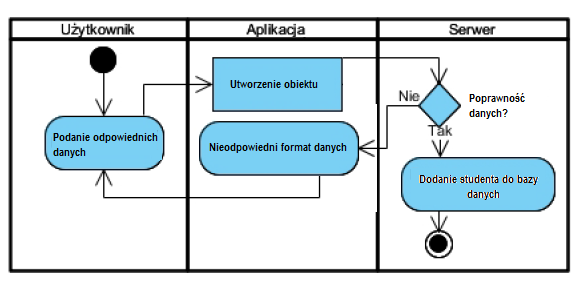 Użytkownik
Aplikacja
Serwer
Podanie odpowiednich
danych
Utworzenie obiektu
Poprawność
danych?
Nie
Nieodpowiedni format danych
Tak
Dodanie studenta do bazy
danych